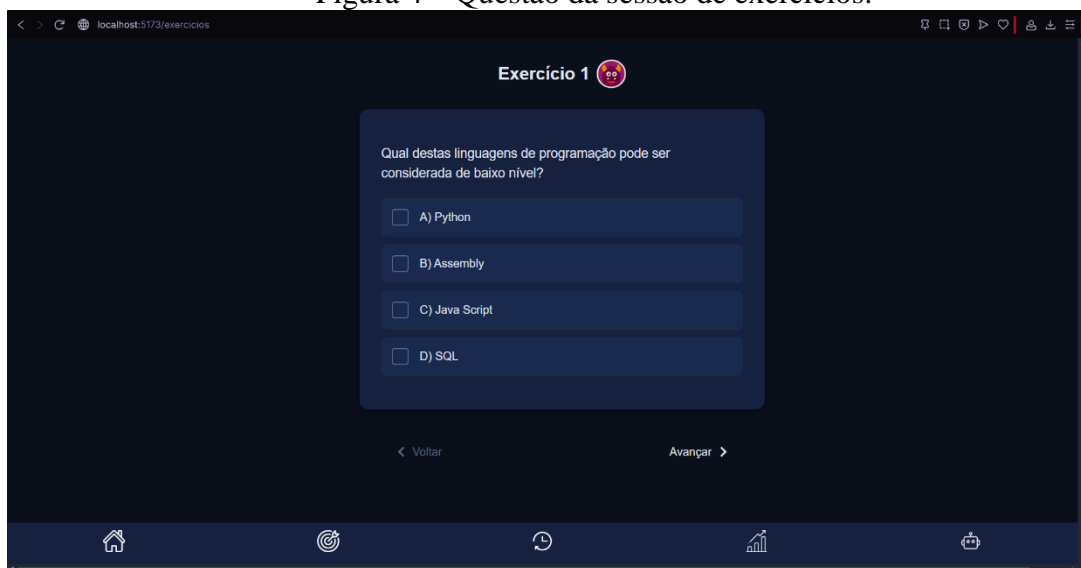 Figura 4 – Questão da sessão de exercícios.
localhost:5173/exercicios
Exercício 1
Qual destas linguagens de programação pode ser
considerada de baixo nível?
A) Python
B) Assembly
C) Java Script
D) SQL
Voltar
Avançar